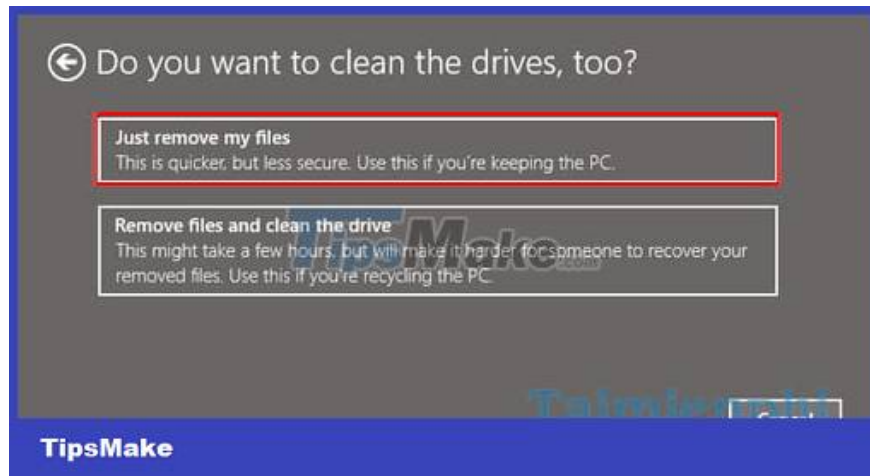 Do you want to clean the drives, too?
Just remove my files
This is quicker, but less secure. Use this if you're keeping the PC.
Remove files and clean the drive
This might take a few hours, but will make it harder for someone to recover your
removed files. Use this if you're recycling the PC.
TipsMake.com
TipsMake